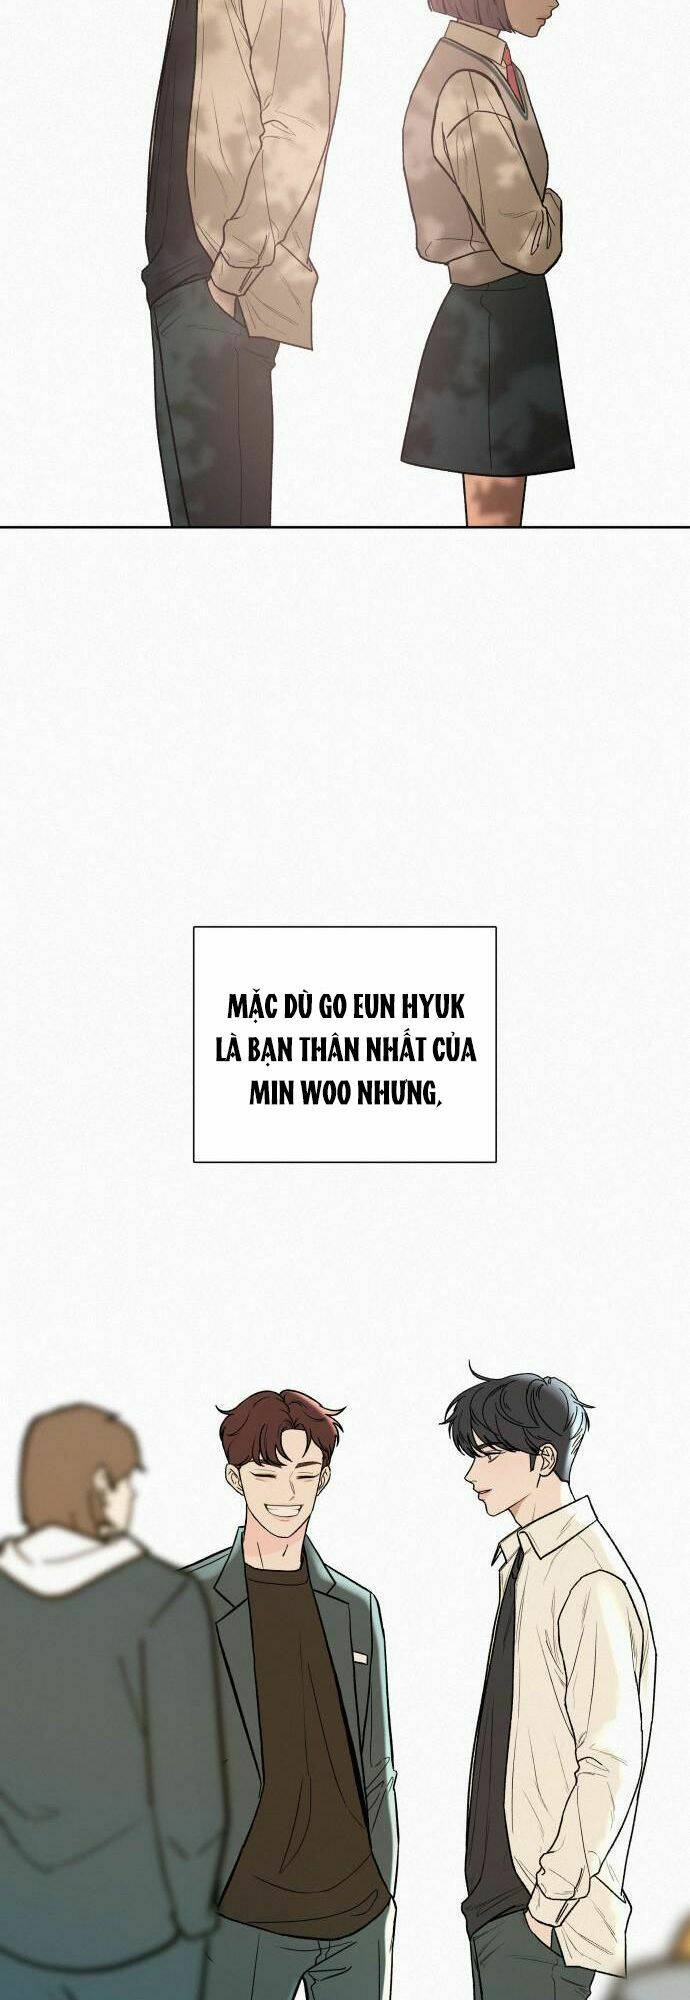 MẶC DÙ GO EUN HYUK
LÀ BẠN THÂN NHẤT CỦA
MIN WOO NHƯNG,